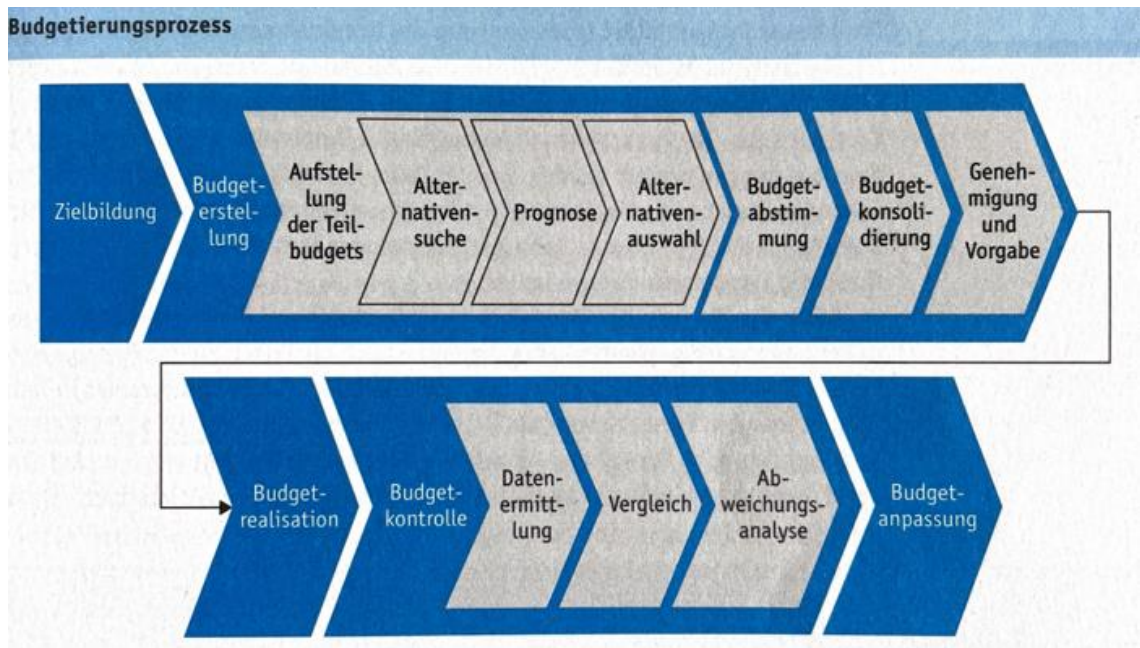 Budgetierungsprozess
Zielbildung
Budget-
erstel-
lung
Aufstel-
lung
der Teil-
budgets
Alter-
nativen-
suche
Prognose
Alter-
nativen-
auswahl
Budget-
abstim-
mung
Budget-
konsoli-
dierung
Geneh-
migung
und
Vorgabe
Budget-
realisation
Budget-
kontrolle
Daten-
ermitt-
lung
Vergleich
Ab-
weichungs-
analyse
Budget-
anpassung